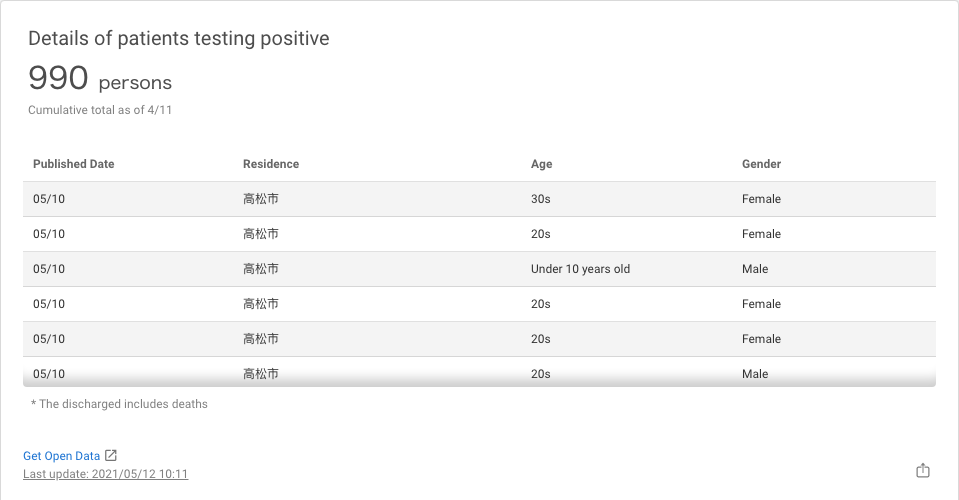 Details of patients testing positive
990 persons
Cumulative total as of 4/11
Published Date Residence Age Gender
05/10 高松市 30s Female
05/10 高松市 20s Female
05/10 高松市 Under 10 years old Male
05/10 高松市 20s Female
05/10 高松市 20s Female
05/10 高松市 20s Male
* The discharged includes deaths
Get Open Data
Last update: 2021/05/12 10:11